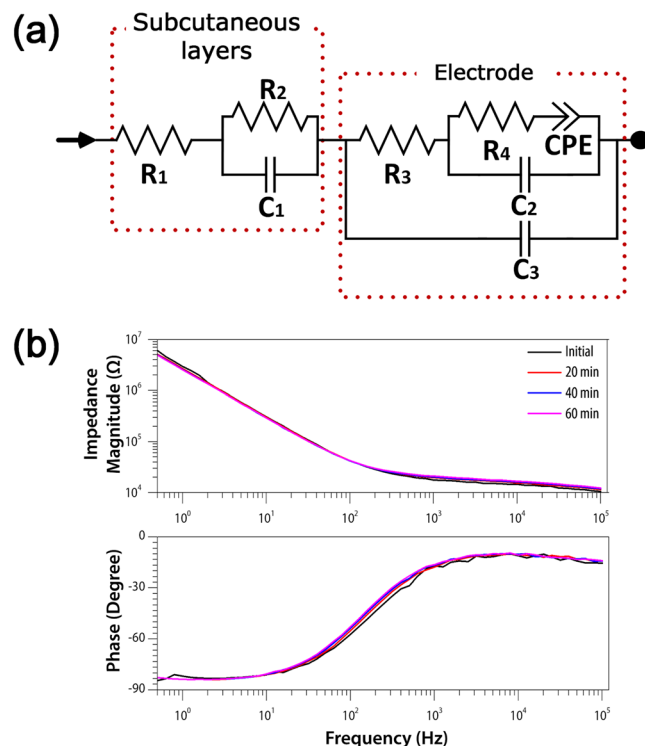 (a)
Subcutaneous
layers
Electrode
R2
R1
C1
R3
R4
CPE
C2
C3
(b)
Impedance
Magnitude (Ω)
10^7
10^6
10^5
10^4
Initial
20 min
40 min
60 min
10^0 10^1 10^2 10^3 10^4 10^5
Phase (Degree)
0
-30
-60
-90
10^0 10^1 10^2 10^3 10^4 10^5
Frequency (Hz)